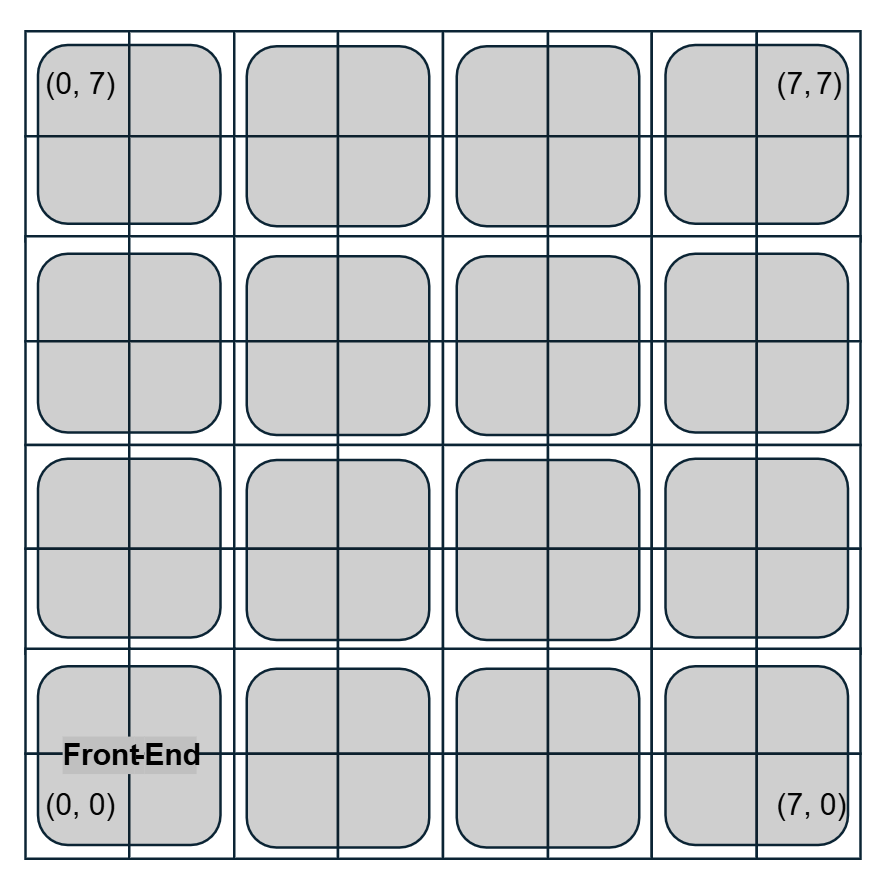 (0, 7)
(7, 7)
Front-End
(0, 0)
(7, 0)